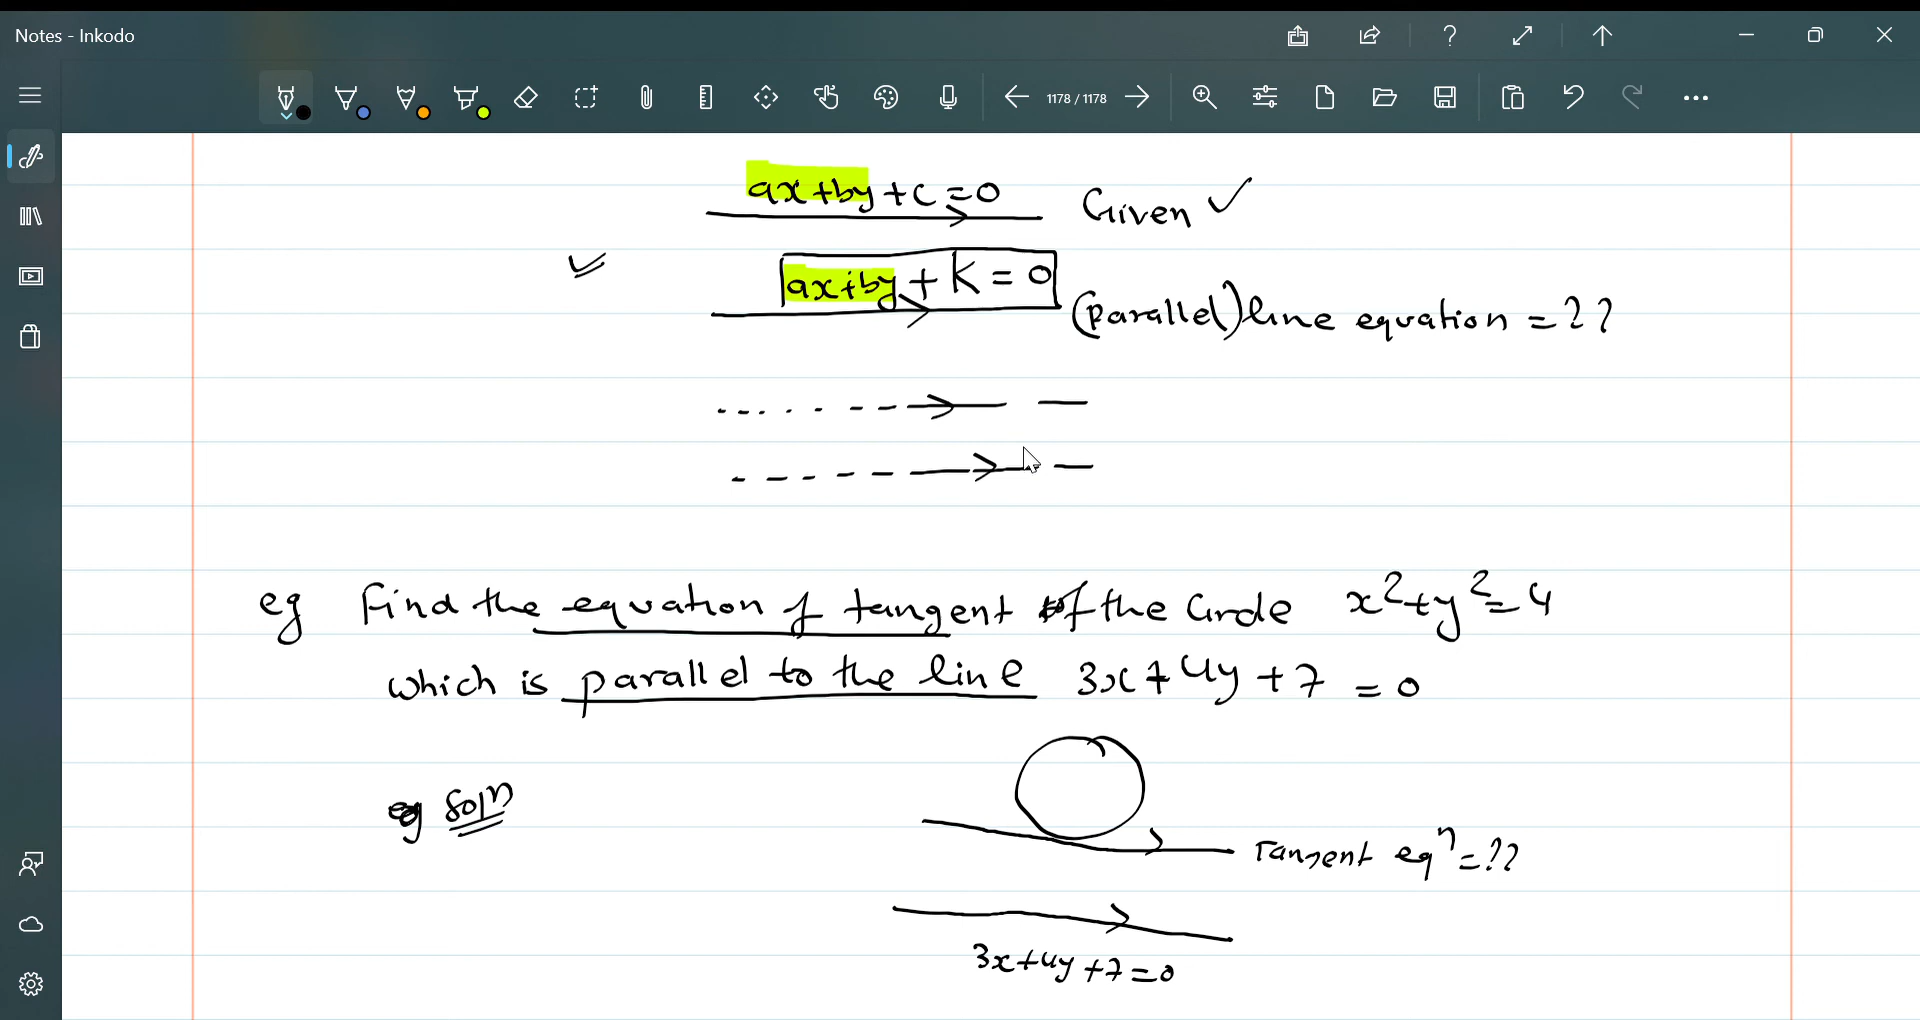 Notes - Inkodo
1178 / 1178
ax+by+c=0 Given ✓
ax+by+K=0
(parallel) line equation = ??
eg Find the equation of tangent of the Circle x²+y²=4
which is parallel to the line 3x+4y+7 = 0
eg Solⁿ
Tangent eqⁿ=??
3x+4y+7=0